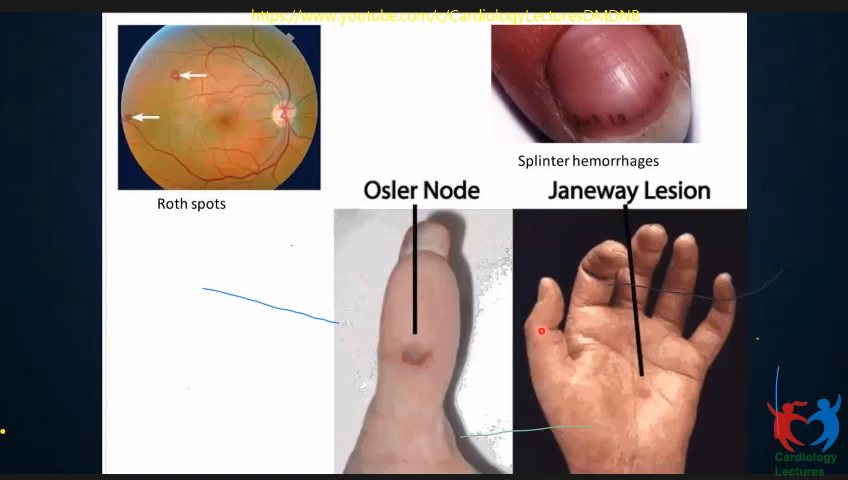 https://www.youtube.com/c/CardiologyLecturesDMDNB
Splinter hemorrhages
Roth spots
Osler Node
Janeway Lesion
Cardiology
Lectures